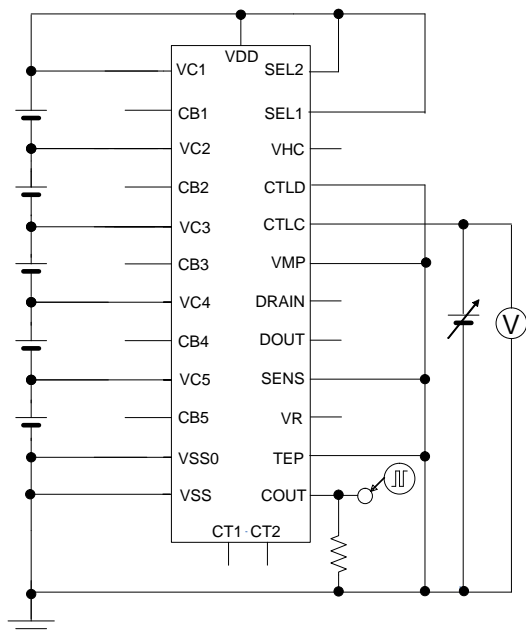 VDD
VC1
SEL2
CB1
SEL1
VC2
VHC
CB2
CTLD
VC3
CTLC
CB3
VMP
VC4
DRAIN
CB4
DOUT
V
VC5
SENS
CB5
VR
VSS0
TEP
VSS
COUT
CT1 CT2